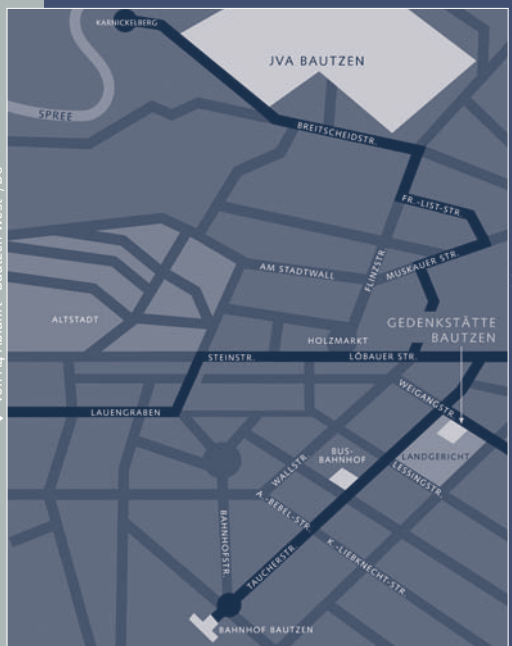 KARNICKELBERG
JVA BAUTZEN
SPREE
BREITSCHEIDSTR.
FR.-LIST-STR.
FLINZSTR.
MUSKAUER STR.
AM STADTWALL
ALTSTADT
GEDENKSTÄTTE
BAUTZEN
HOLZMARKT
STEINSTR.
LÖBAUER STR.
WEIGANGSTR.
LAUENGRABEN
BUS-
BAHNHOF
LANDGERICHT
WALLSTR.
LESSINGSTR.
A.-BEBEL-STR.
BAHNHOFSTR.
K.-LIEBKNECHT-STR.
TAUCHERSTR.
BAHNHOF BAUTZEN